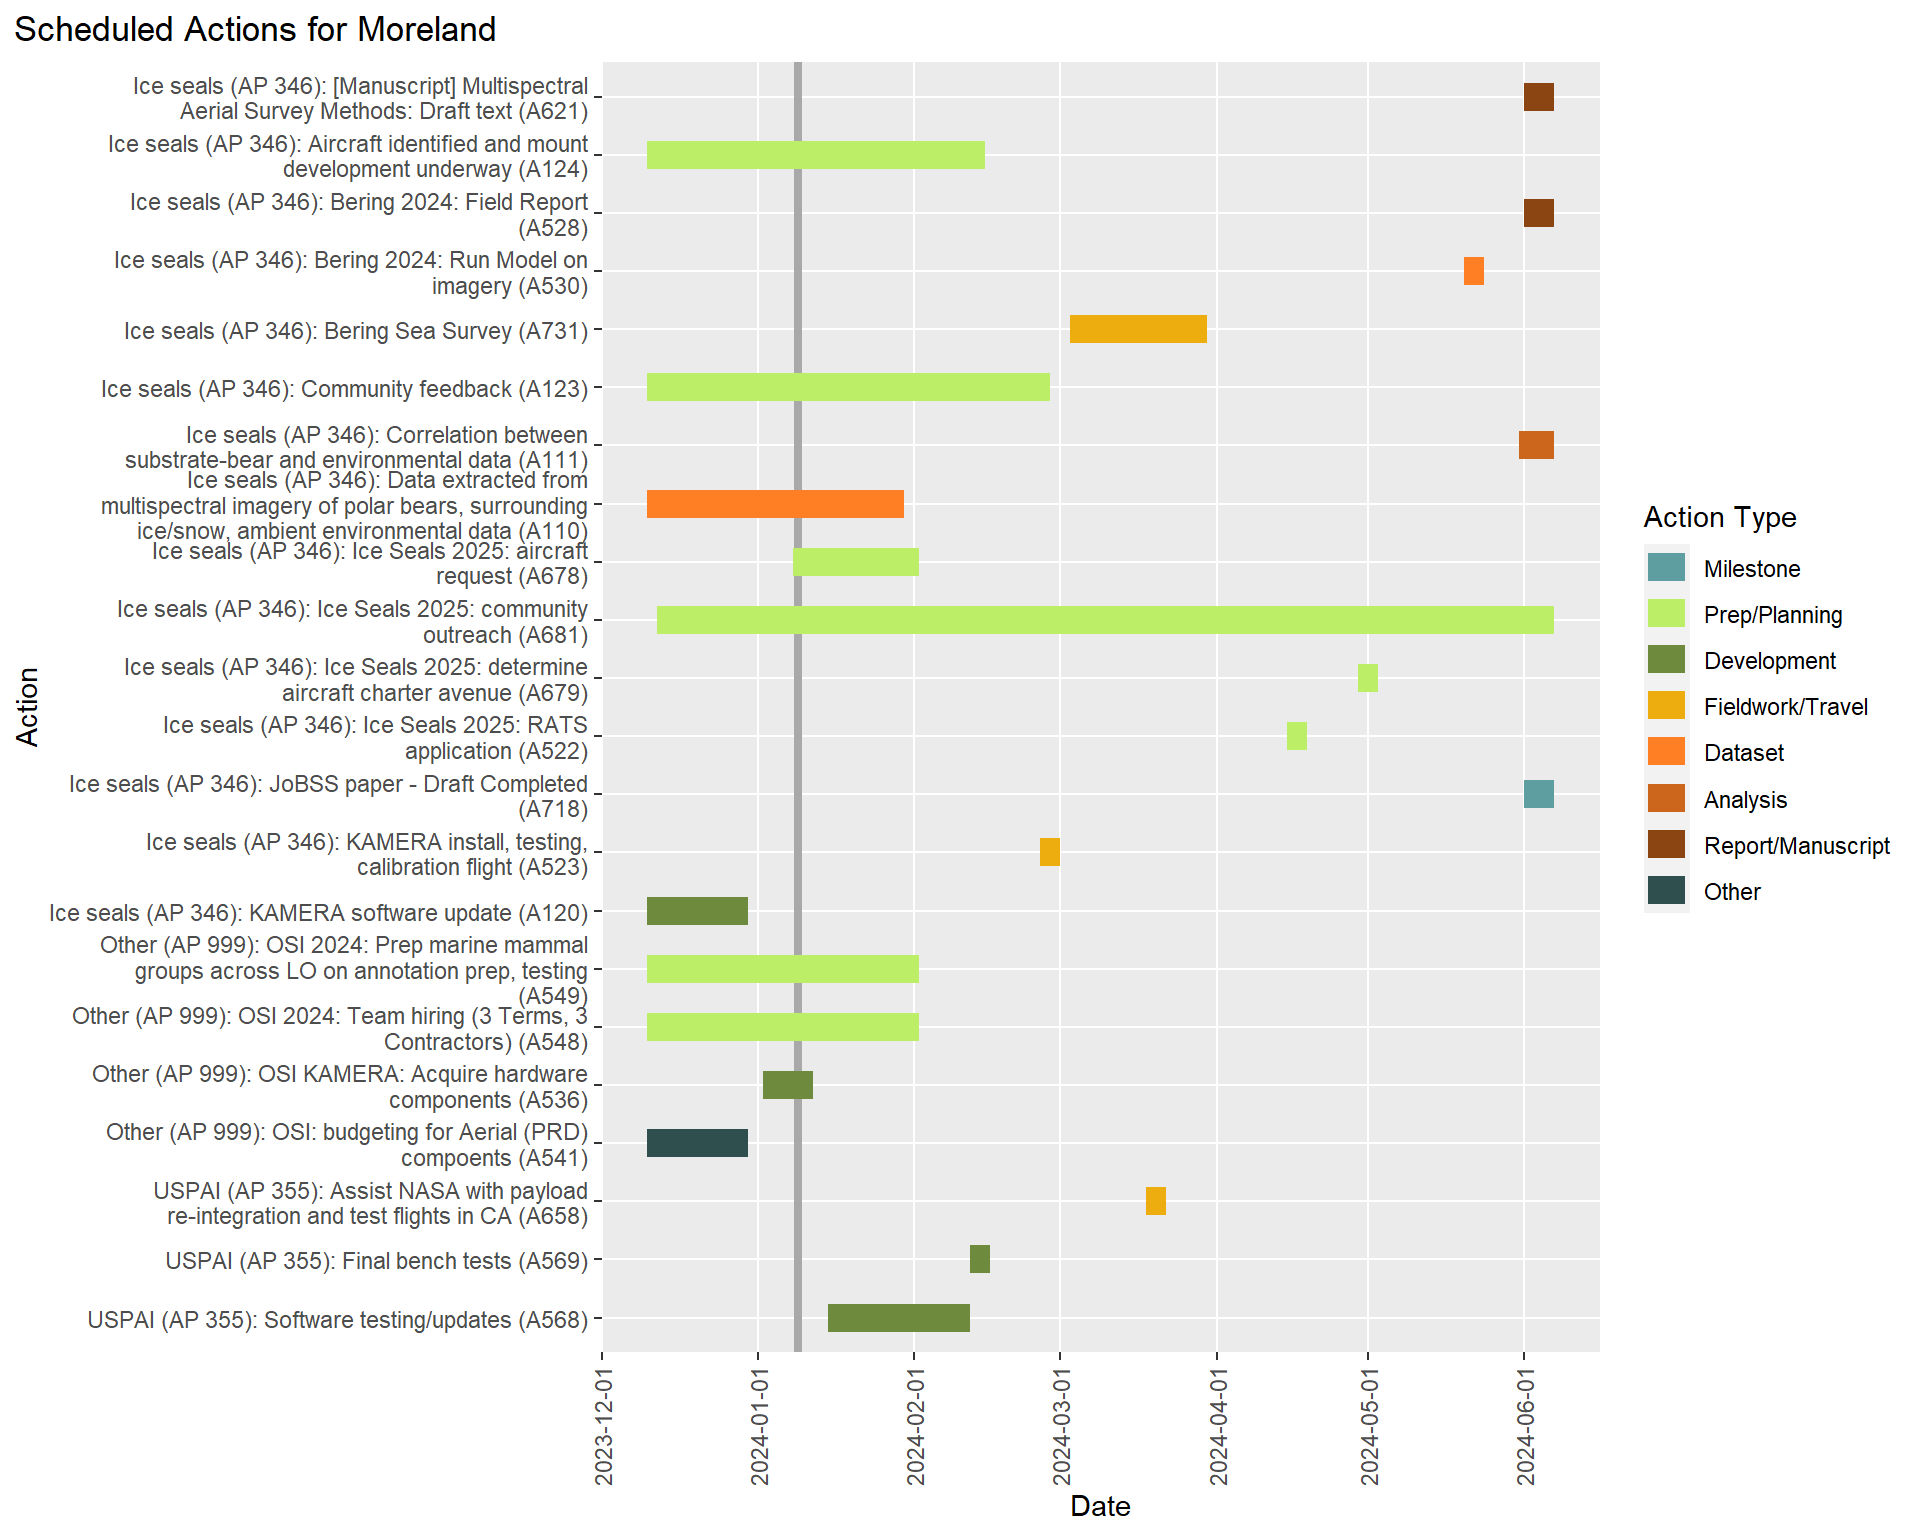 Scheduled Actions for Moreland
Ice seals (AP 346): [Manuscript] Multispectral
Aerial Survey Methods: Draft text (A621)
Ice seals (AP 346): Aircraft identified and mount
development underway (A124)
Ice seals (AP 346): Bering 2024: Field Report
(A528)
Ice seals (AP 346): Bering 2024: Run Model on
imagery (A530)
Ice seals (AP 346): Bering Sea Survey (A731)
Ice seals (AP 346): Community feedback (A123)
Ice seals (AP 346): Correlation between
substrate-bear and environmental data (A111)
Ice seals (AP 346): Data extracted from
multispectral imagery of polar bears, surrounding
ice/snow, ambient environmental data (A110)
Ice seals (AP 346): Ice Seals 2025: aircraft
request (A678)
Ice seals (AP 346): Ice Seals 2025: community
outreach (A681)
Ice seals (AP 346): Ice Seals 2025: determine
aircraft charter avenue (A679)
Ice seals (AP 346): Ice Seals 2025: RATS
application (A522)
Ice seals (AP 346): JoBSS paper - Draft Completed
(A718)
Ice seals (AP 346): KAMERA install, testing,
calibration flight (A523)
Ice seals (AP 346): KAMERA software update (A120)
Other (AP 999): OSI 2024: Prep marine mammal
groups across LO on annotation prep, testing
(A549)
Other (AP 999): OSI 2024: Team hiring (3 Terms, 3
Contractors) (A548)
Other (AP 999): OSI KAMERA: Acquire hardware
components (A536)
Other (AP 999): OSI: budgeting for Aerial (PRD)
compoents (A541)
USPAI (AP 355): Assist NASA with payload
re-integration and test flights in CA (A658)
USPAI (AP 355): Final bench tests (A569)
USPAI (AP 355): Software testing/updates (A568)
Action
2023-12-01
2024-01-01
2024-02-01
2024-03-01
2024-04-01
2024-05-01
2024-06-01
Date
Action Type
Milestone
Prep/Planning
Development
Fieldwork/Travel
Dataset
Analysis
Report/Manuscript
Other